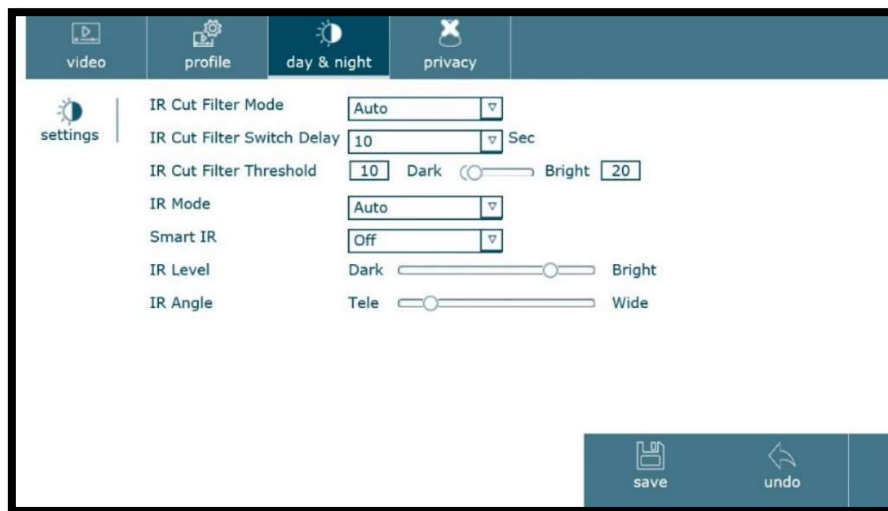 video profile day & night privacy
settings
IR Cut Filter Mode Auto
IR Cut Filter Switch Delay 10 Sec
IR Cut Filter Threshold 10 Dark Bright 20
IR Mode Auto
Smart IR Off
IR Level Dark Bright
IR Angle Tele Wide
save undo